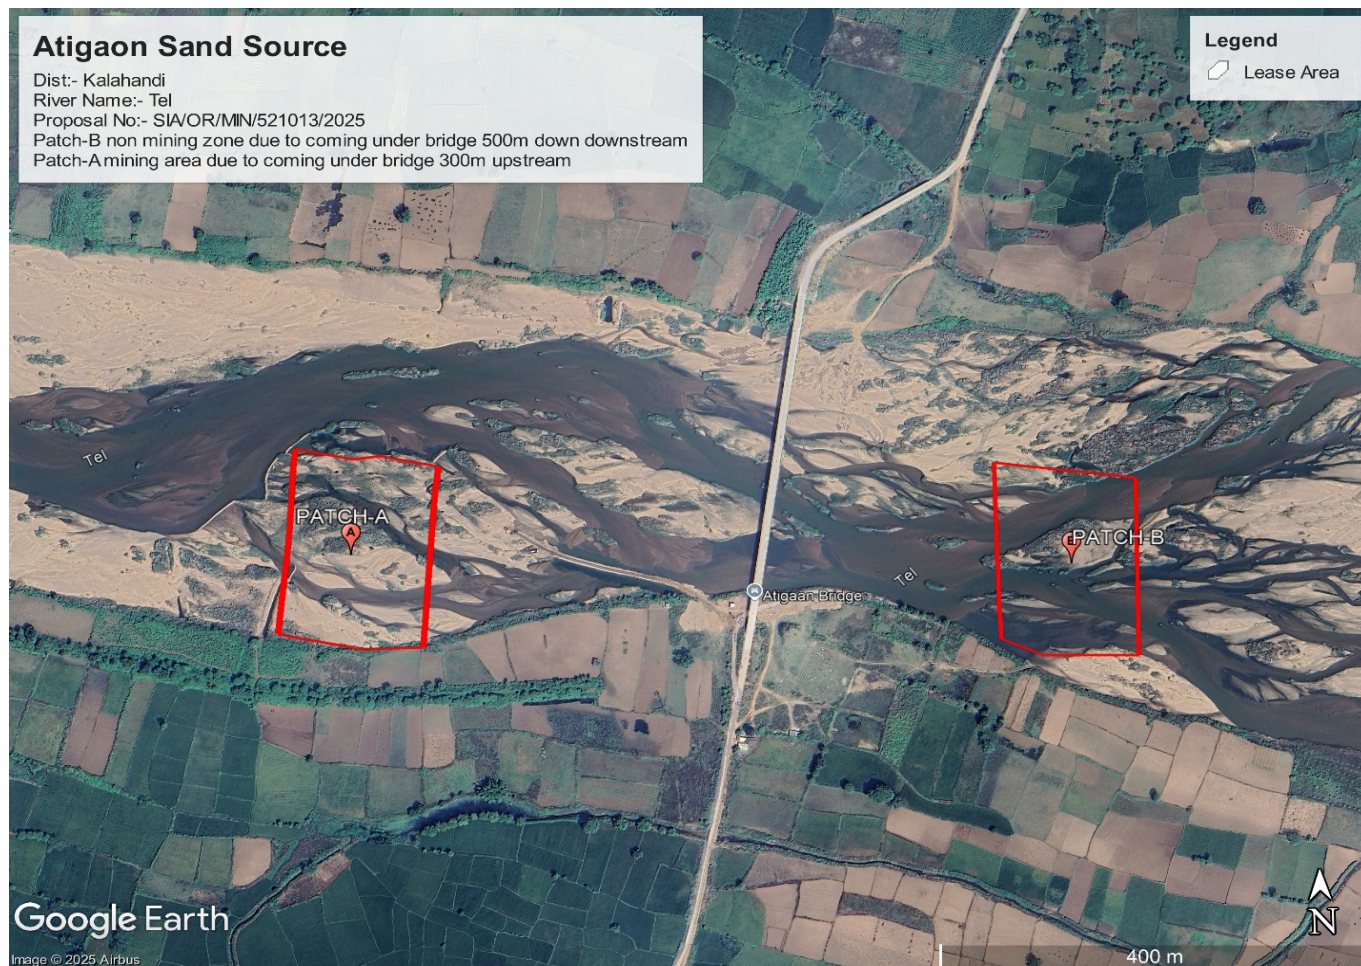 Atigaon Sand Source
Dist:- Kalahandi
River Name:- Tel
Proposal No:- SIA/OR/MIN/521013/2025
Patch-B non mining zone due to coming under bridge 500m down downstream
Patch-A mining area due to coming under bridge 300m upstream
Legend
Lease Area
Tel
PATCH-A
A
PATCH-B
Tel
Atigaan Bridge
Google Earth
N
400 m
Image © 2025 Airbus